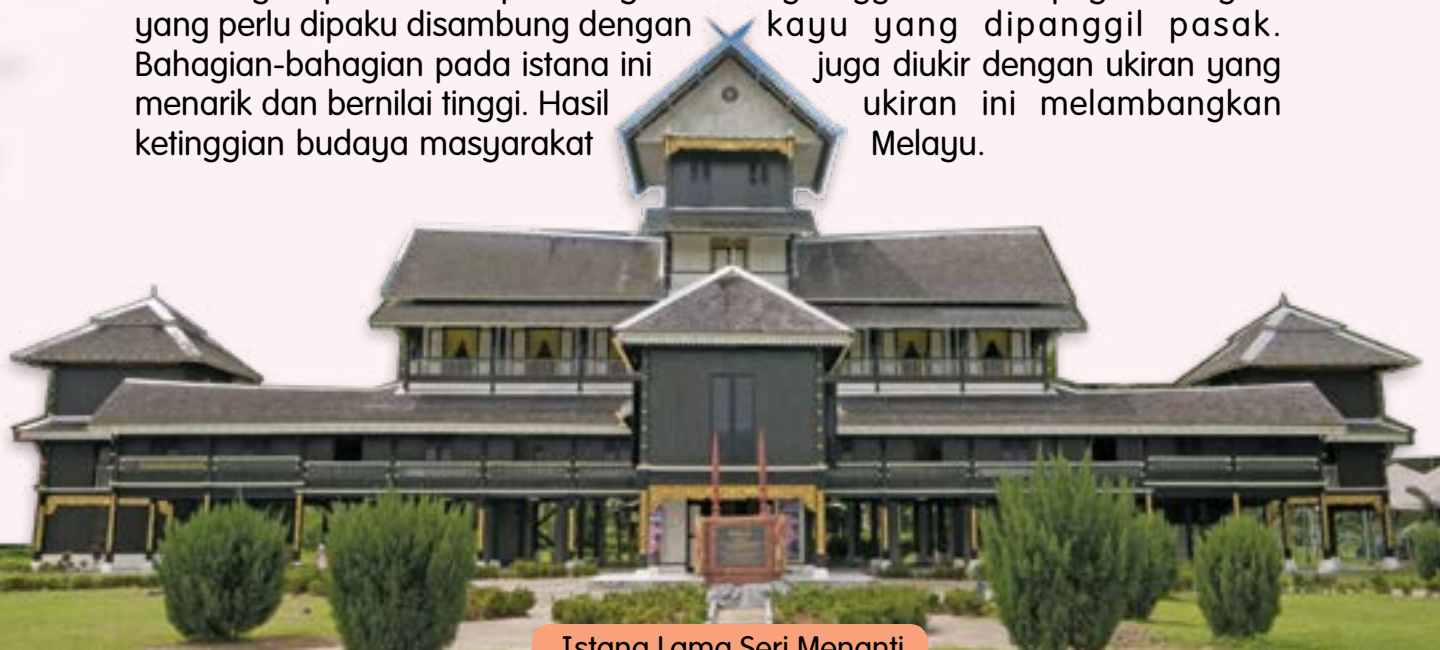 yang perlu dipaku disambung dengan kayu yang dipanggil pasak.
Bahagian-bahagian pada istana ini juga diukir dengan ukiran yang
menarik dan bernilai tinggi. Hasil ukiran ini melambangkan
ketinggian budaya masyarakat Melayu.
Istana Lama Seri Menanti